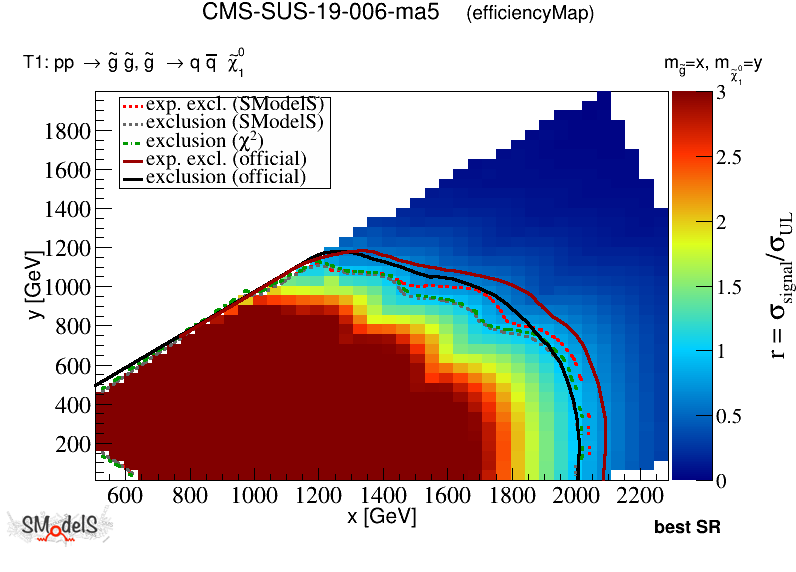 CMS-SUS-19-006-ma5 (efficiencyMap)
T1: pp → g̃ g̃, g̃ → q q̅ χ̃₁⁰
m_g̃=x, m_χ̃₁⁰=y
exp. excl. (SModelS)
exclusion (SModelS)
exclusion (χ²)
exp. excl. (official)
exclusion (official)
y [GeV]
1800
1600
1400
1200
1000
800
600
400
200
600 800 1000 1200 1400 1600 1800 2000 2200
x [GeV]
3
2.5
2
1.5
1
0.5
0
r = σ_signal/σ_UL
SModelS
best SR